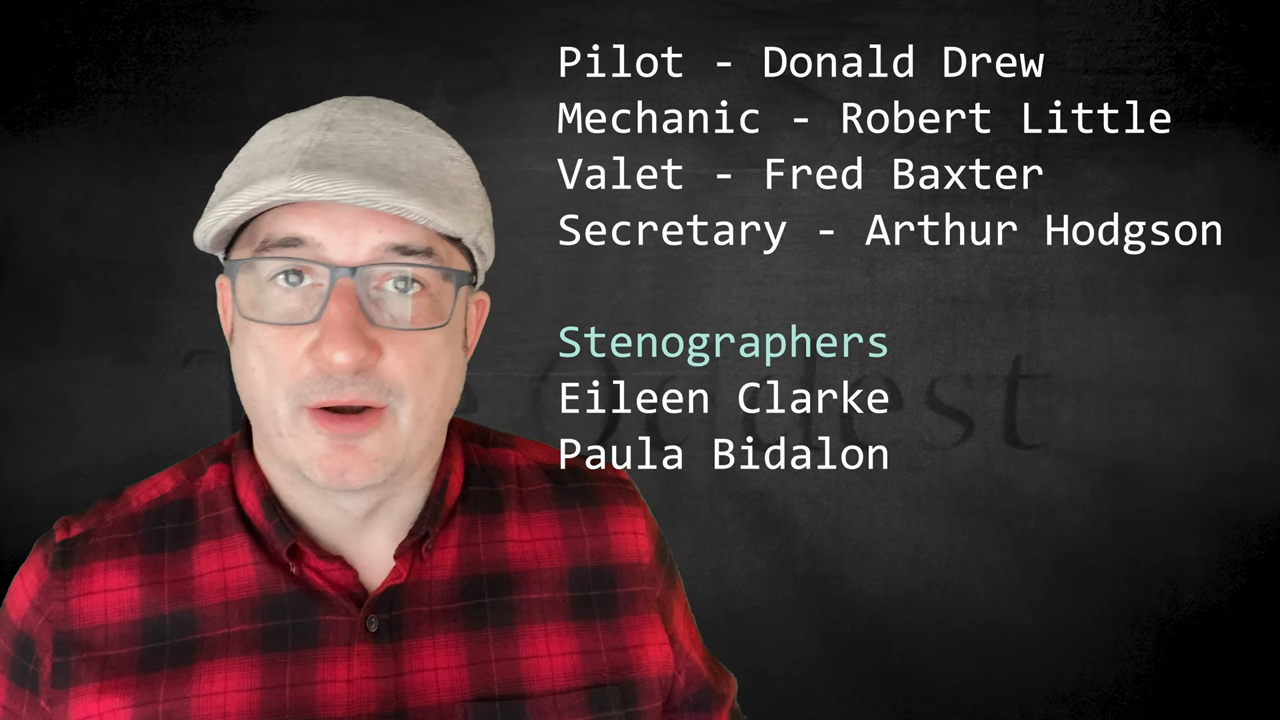 Pilot - Donald Drew
Mechanic - Robert Little
Valet - Fred Baxter
Secretary - Arthur Hodgson
Stenographers
Eileen Clarke
Paula Bidalon